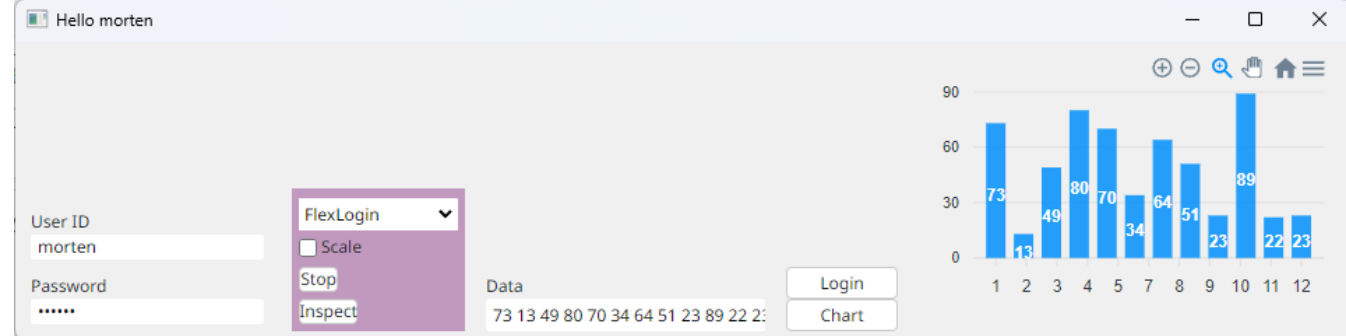 Hello morten
User ID
morten
Password
••••••
FlexLogin
Scale
Stop
Inspect
Data
73 13 49 80 70 34 64 51 23 89 22 23
Login
Chart
90
60
30
0
73 13 49 80 70 34 64 51 23 89 22 23
1 2 3 4 5 7 8 9 10 11 12